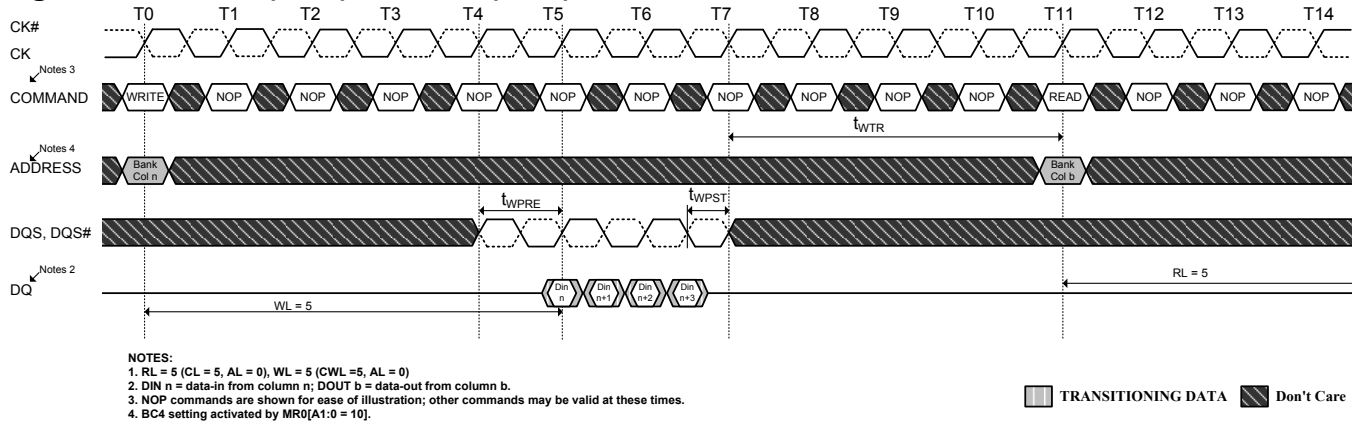 T0 T1 T2 T3 T4 T5 T6 T7 T8 T9 T10 T11 T12 T13 T14
CK#
CK
Notes 3
COMMAND WRITE NOP NOP NOP NOP NOP NOP NOP NOP NOP NOP READ NOP NOP NOP
tWTR
Notes 4
ADDRESS
Bank
Col n
Bank
Col b
tWPRE
tWPST
DQS, DQS#
Notes 2
DQ
Din
n
Din
n+1
Din
n+2
Din
n+3
RL = 5
WL = 5
NOTES:
1. RL = 5 (CL = 5, AL = 0), WL = 5 (CWL =5, AL = 0)
2. DIN n = data-in from column n; DOUT b = data-out from column b.
3. NOP commands are shown for ease of illustration; other commands may be valid at these times.
4. BC4 setting activated by MR0[A1:0 = 10].
TRANSITIONING DATA
Don't Care